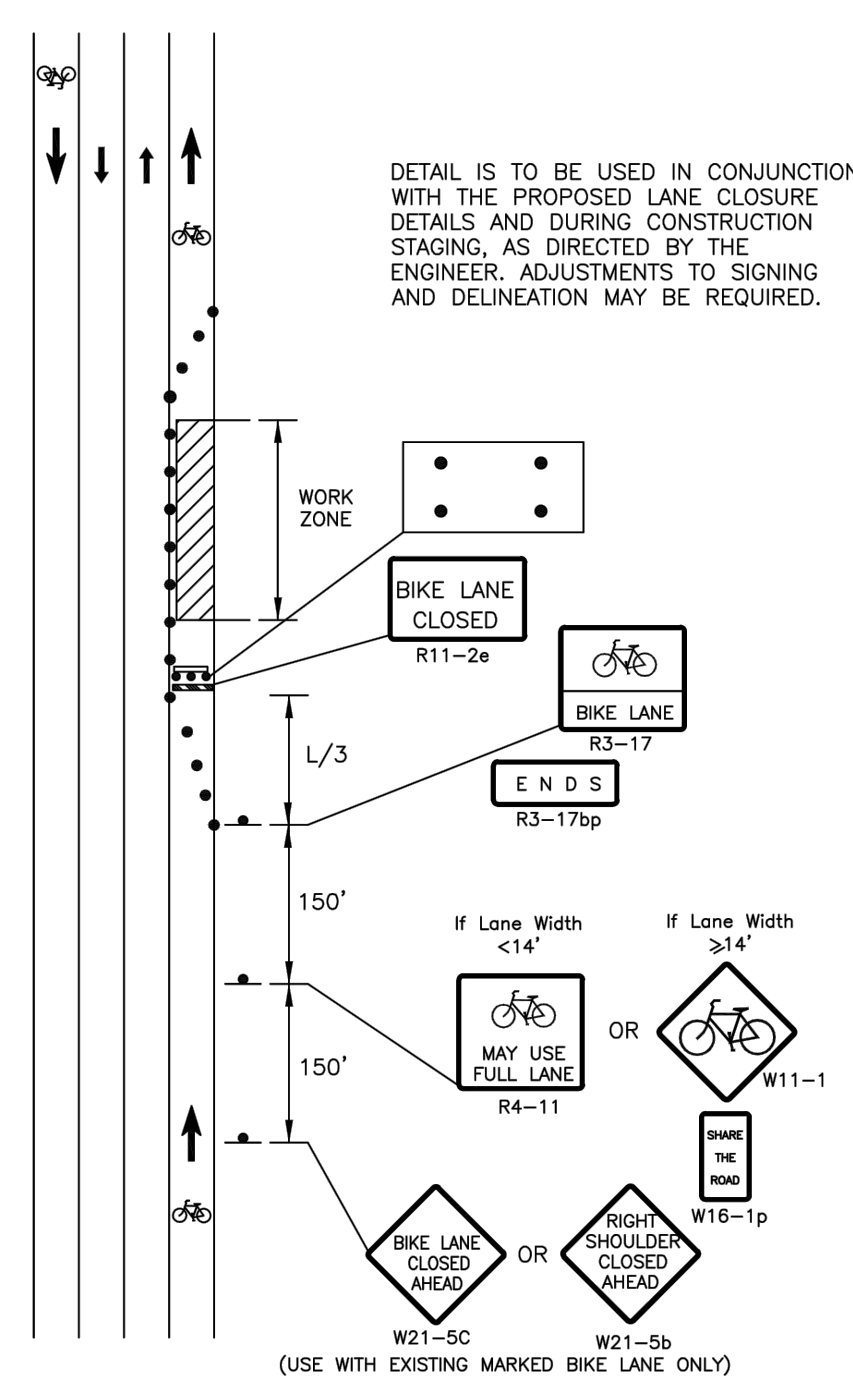 DETAIL IS TO BE USED IN CONJUNCTION
WITH THE PROPOSED LANE CLOSURE
DETAILS AND DURING CONSTRUCTION
STAGING, AS DIRECTED BY THE
ENGINEER. ADJUSTMENTS TO SIGNING
AND DELINEATION MAY BE REQUIRED.
WORK
ZONE
BIKE LANE
CLOSED
R11-2e
BIKE LANE
R3-17
L/3
ENDS
R3-17bp
150'
If Lane Width
<14'
If Lane Width
≥14'
MAY USE
FULL LANE
R4-11
OR
W11-1
150'
SHARE
THE
ROAD
W16-1p
BIKE LANE
CLOSED
AHEAD
W21-5C
OR
RIGHT
SHOULDER
CLOSED
AHEAD
W21-5b
(USE WITH EXISTING MARKED BIKE LANE ONLY)